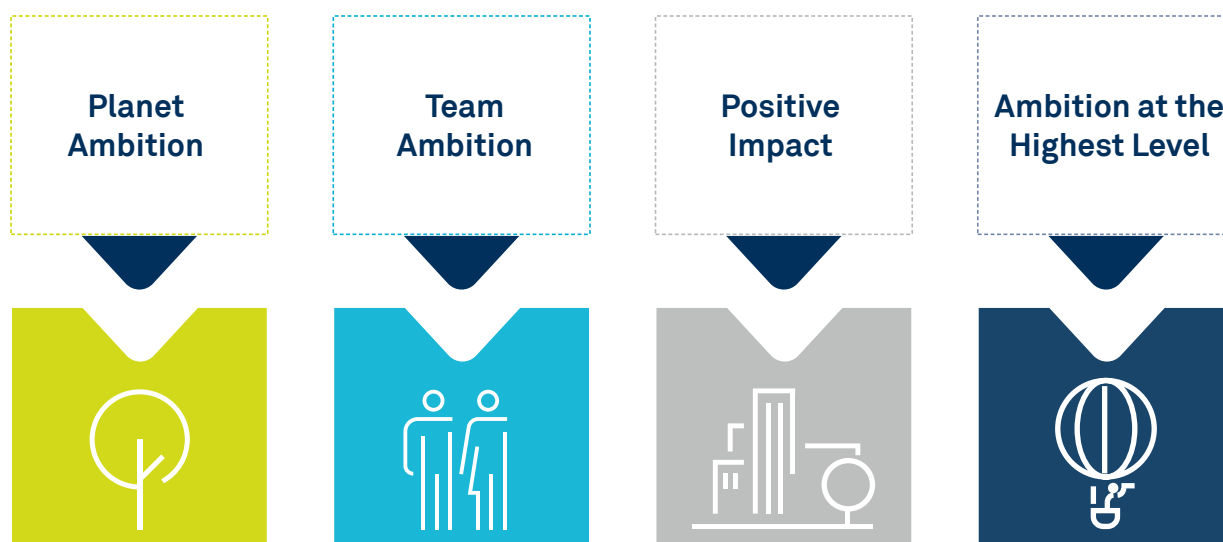 Planet
Ambition
Team
Ambition
Positive
Impact
Ambition at the
Highest Level